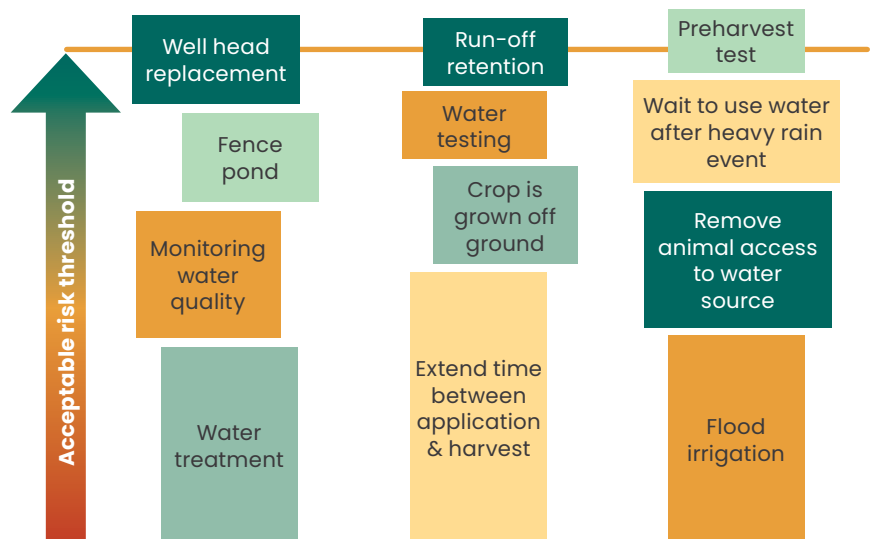 Acceptable risk threshold
Well head
replacement
Fence
pond
Monitoring
water
quality
Water
treatment
Run-off
retention
Water
testing
Crop is
grown off
ground
Extend time
between
application
& harvest
Preharvest
test
Wait to use water
after heavy rain
event
Remove
animal access
to water
source
Flood
irrigation